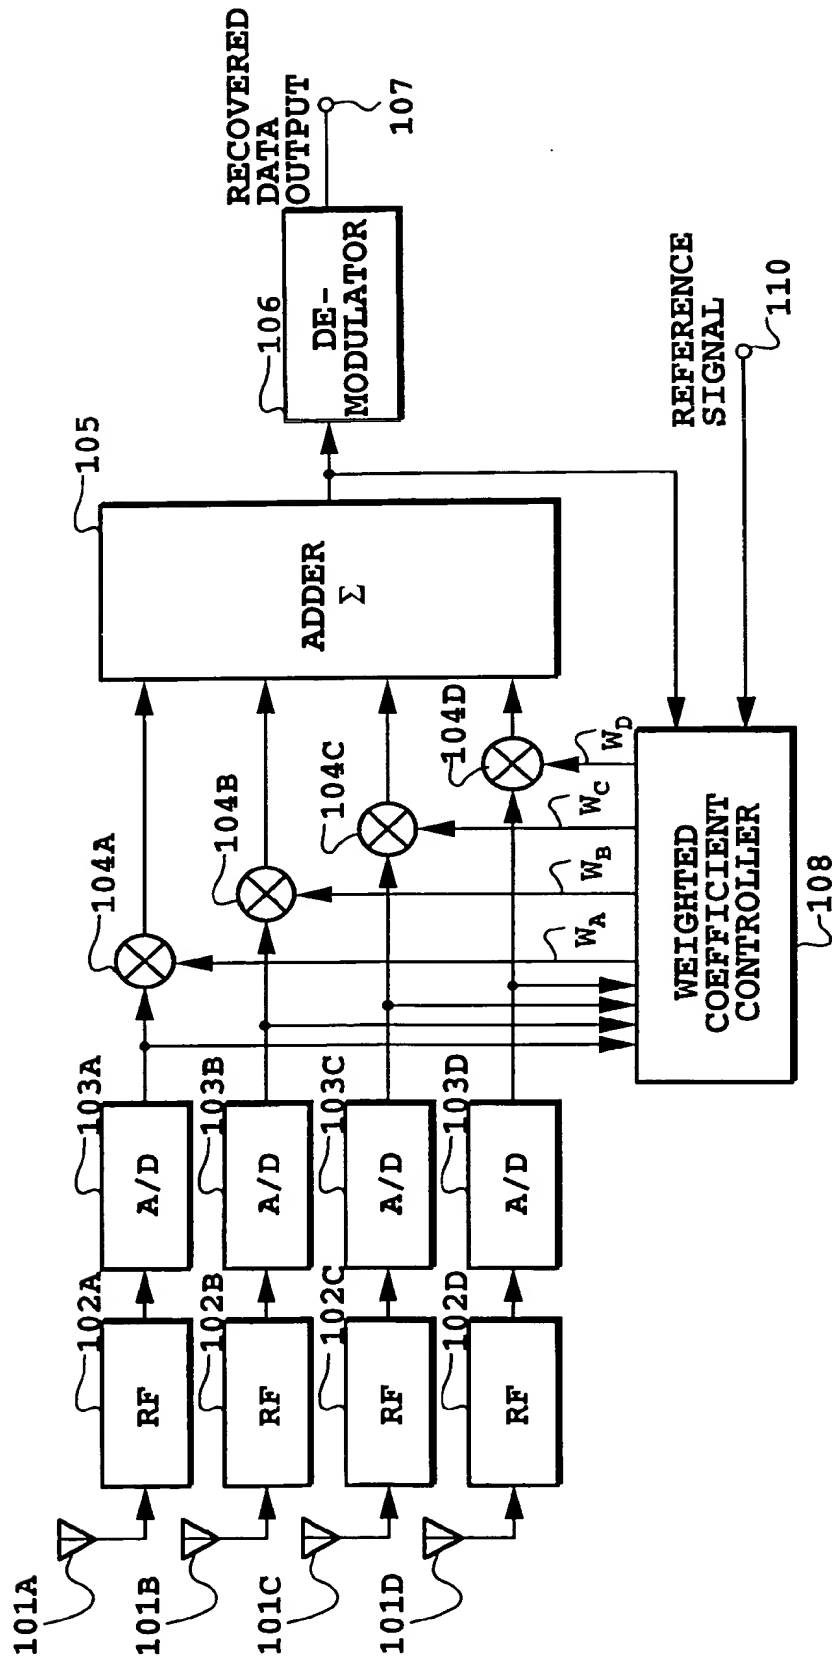 101A
102A
103A
104A
105
106
RECOVERED
DATA
OUTPUT
107
RF
A/D
101B
102B
103B
104B
RF
A/D
ADDER
Σ
DE-
MODULATOR
101C
102C
103C
104C
RF
A/D
101D
102D
103D
104D
RF
A/D
W_A
W_B
W_C
W_D
REFERENCE
SIGNAL
110
WEIGHTED
COEFFICIENT
CONTROLLER
108